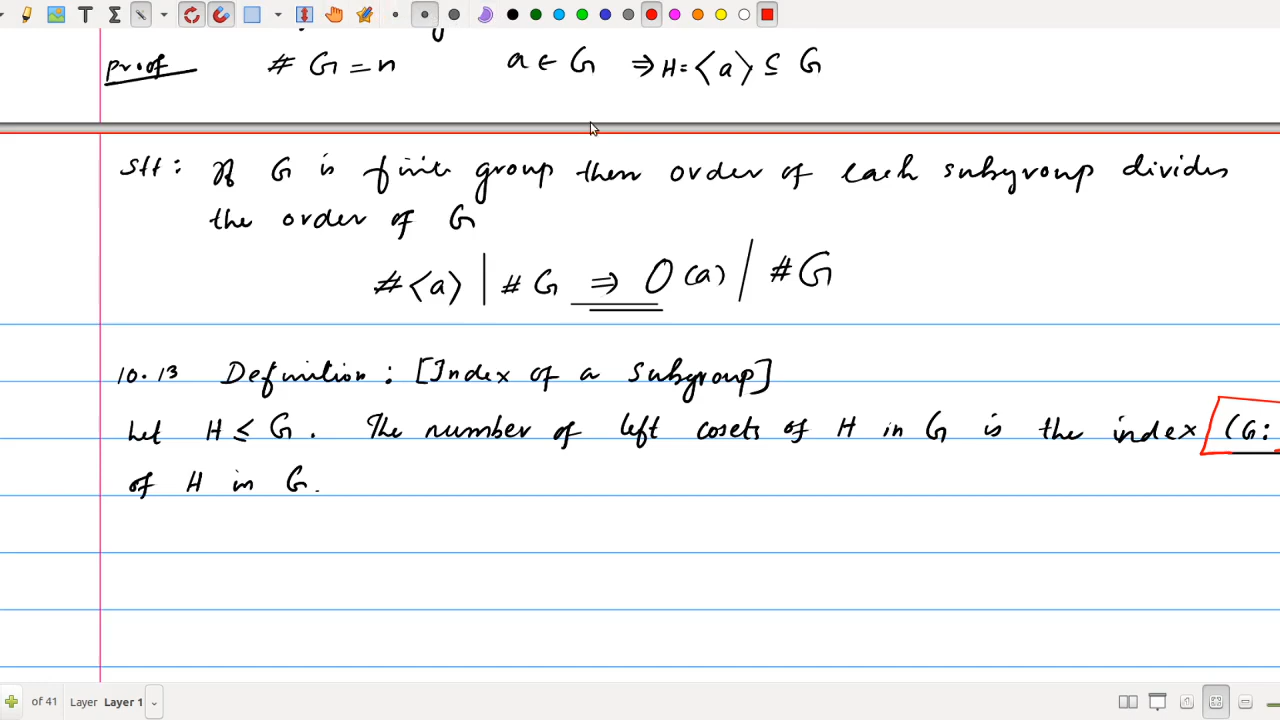 Proof # G = n a ∈ G ⇒ H = ⟨a⟩ ⊆ G
Stt : If G is finite group then order of each subgroup divides
the order of G
# ⟨a⟩ | # G ⇒ O(a) | # G
10.13 Definition : [Index of a Subgroup]
Let H ≤ G . The number of left cosets of H in G is the index (G:
of H in G.
of 41 Layer Layer 1